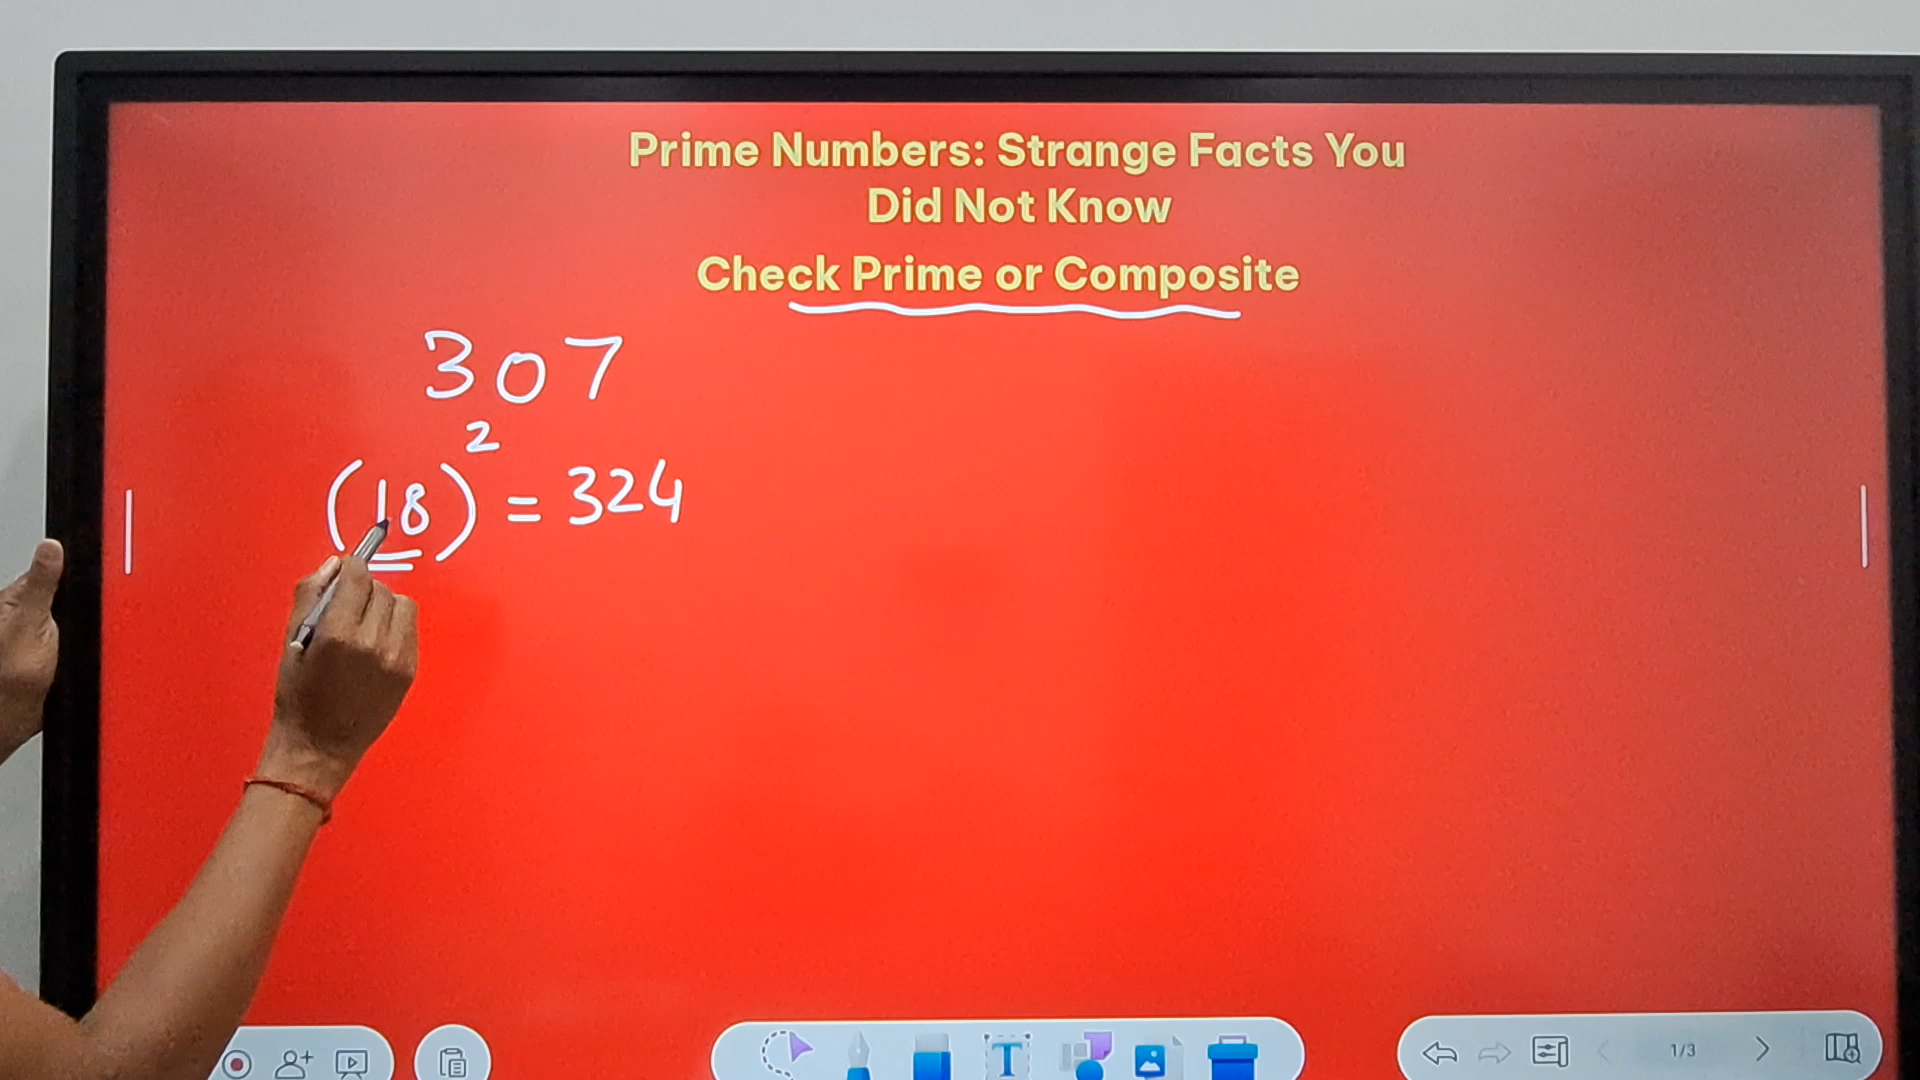 Prime Numbers: Strange Facts You
Did Not Know
Check Prime or Composite
307
(18)² = 324
T
1/3